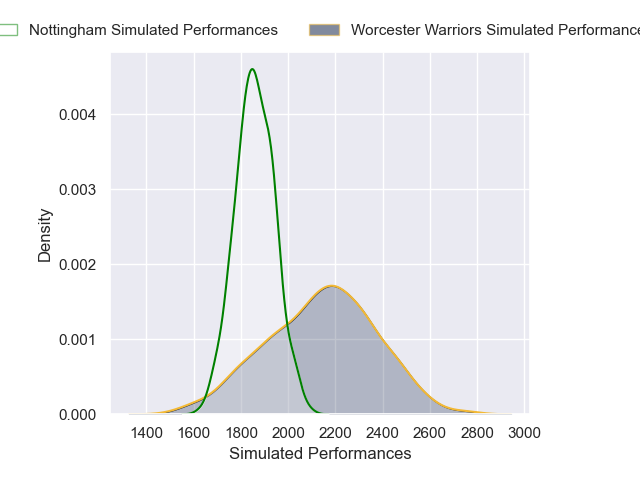 Nottingham Simulated Performances
Worcester Warriors Simulated Performance
0.004
0.003
0.002
0.001
0.000
Density
1400 1600 1800 2000 2200 2400 2600 2800 3000
Simulated Performances